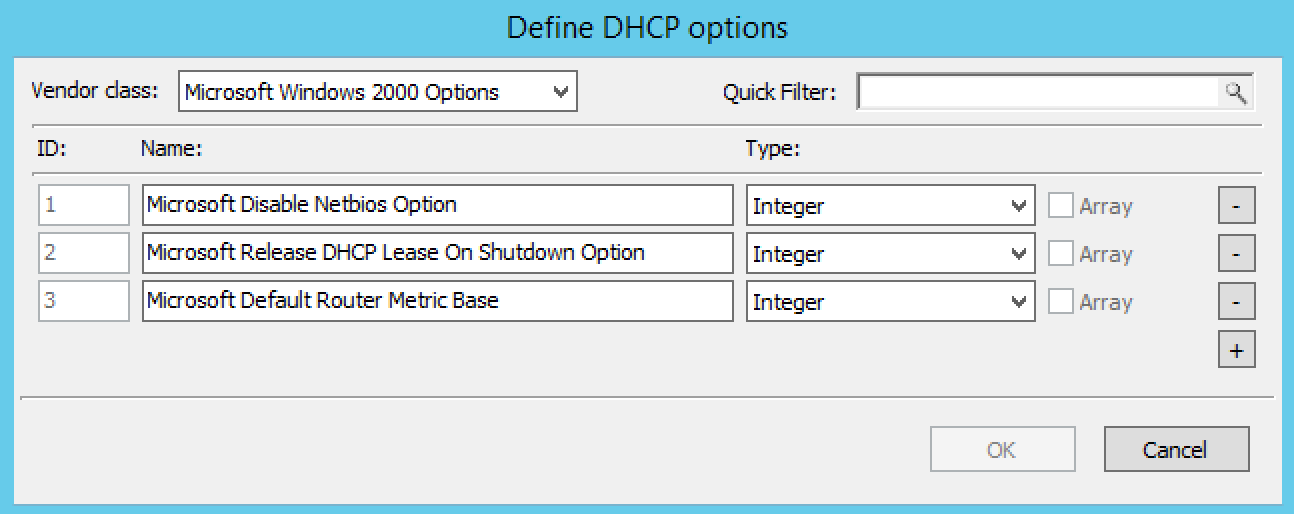 Define DHCP options
Vendor class: Microsoft Windows 2000 Options Quick Filter:
ID: Name: Type:
1 Microsoft Disable Netbios Option Integer Array -
2 Microsoft Release DHCP Lease On Shutdown Option Integer Array -
3 Microsoft Default Router Metric Base Integer Array -
+
OK Cancel